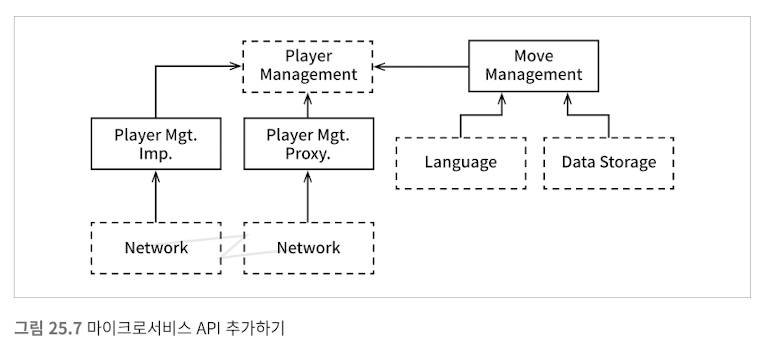 Player
Management
Move
Management
Player Mgt.
Imp.
Player Mgt.
Proxy.
Language
Data Storage
Network
Network
그림 25.7 마이크로서비스 API 추가하기